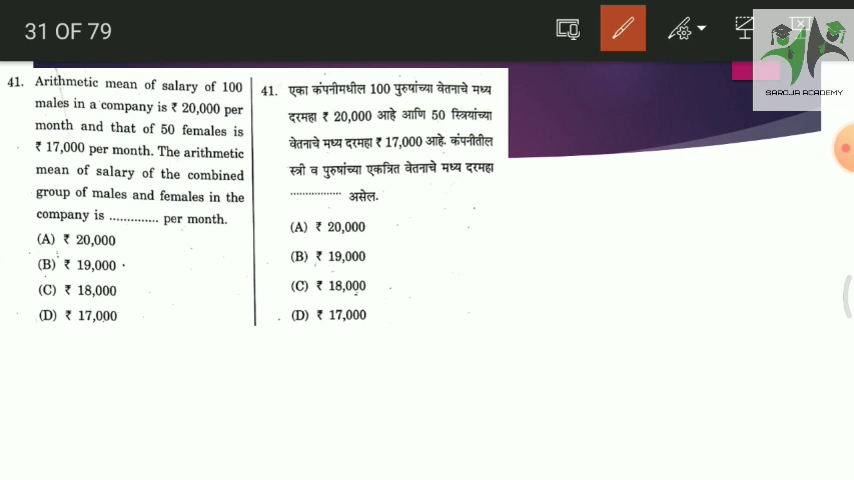 31 OF 79
SAROJA ACADEMY
41. Arithmetic mean of salary of 100
males in a company is ₹ 20,000 per
month and that of 50 females is
₹ 17,000 per month. The arithmetic
mean of salary of the combined
group of males and females in the
company is .............. per month.
(A) ₹ 20,000
(B) ₹ 19,000
(C) ₹ 18,000
(D) ₹ 17,000
41. एका कंपनीमधील 100 पुरुषांच्या वेतनाचे मध्य
दरमहा ₹ 20,000 आहे आणि 50 स्त्रियांच्या
वेतनाचे मध्य दरमहा ₹ 17,000 आहे. कंपनीतील
स्त्री व पुरुषांच्या एकत्रित वेतनाचे मध्य दरमहा
................. असेल.
(A) ₹ 20,000
(B) ₹ 19,000
(C) ₹ 18,000
(D) ₹ 17,000